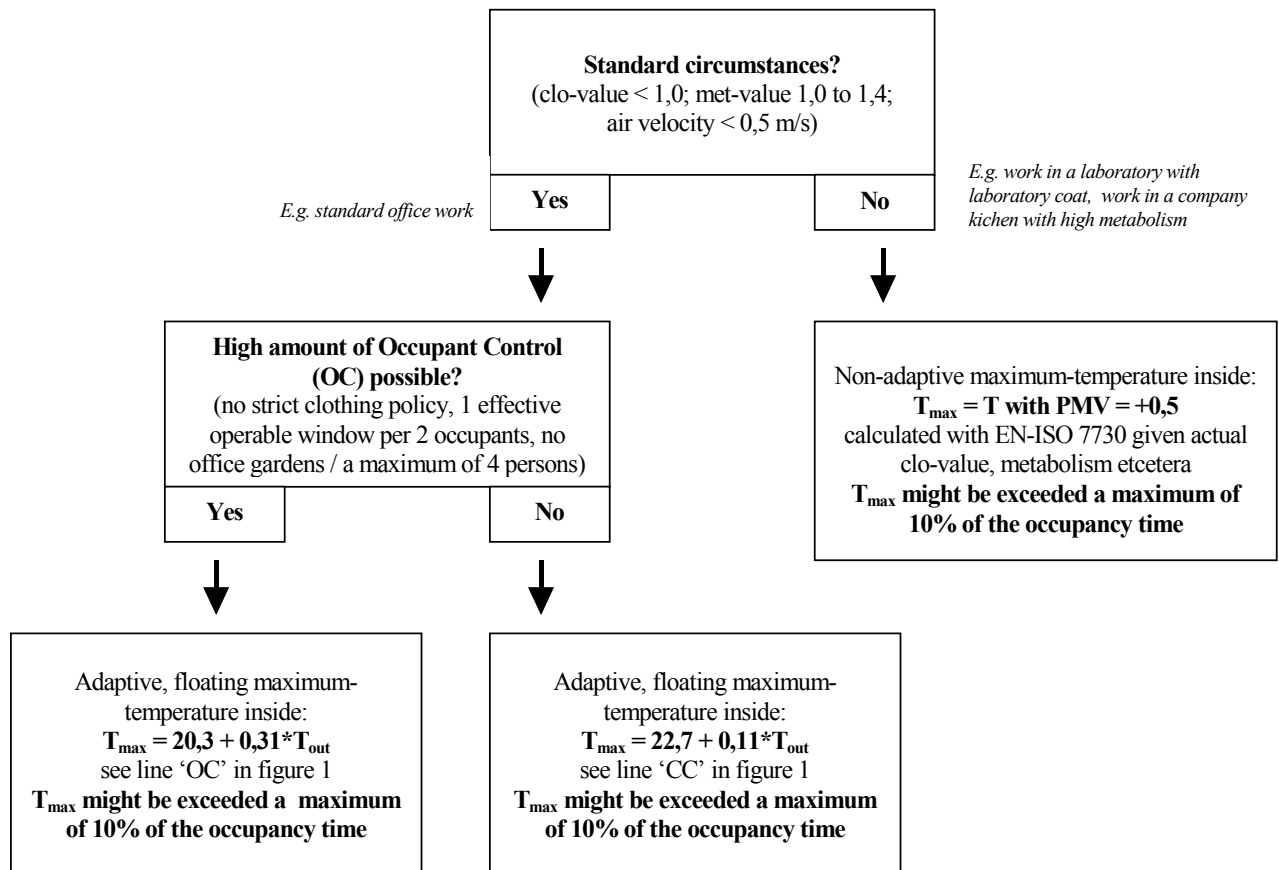 Standard circumstances?
(clo-value < 1,0; met-value 1,0 to 1,4;
air velocity < 0,5 m/s)
E.g. standard office work
Yes
No
E.g. work in a laboratory with
laboratory coat, work in a company
kichen with high metabolism
High amount of Occupant Control
(OC) possible?
(no strict clothing policy, 1 effective
operable window per 2 occupants, no
office gardens / a maximum of 4 persons)
Yes
No
Non-adaptive maximum-temperature inside:
Tmax = T with PMV = +0,5
calculated with EN-ISO 7730 given actual
clo-value, metabolism etcetera
Tmax might be exceeded a maximum of
10% of the occupancy time
Adaptive, floating maximum-
temperature inside:
Tmax = 20,3 + 0,31*Tout
see line ‘OC’ in figure 1
Tmax might be exceeded a maximum
of 10% of the occupancy time
Adaptive, floating maximum-
temperature inside:
Tmax = 22,7 + 0,11*Tout
see line ‘CC’ in figure 1
Tmax might be exceeded a maximum
of 10% of the occupancy time